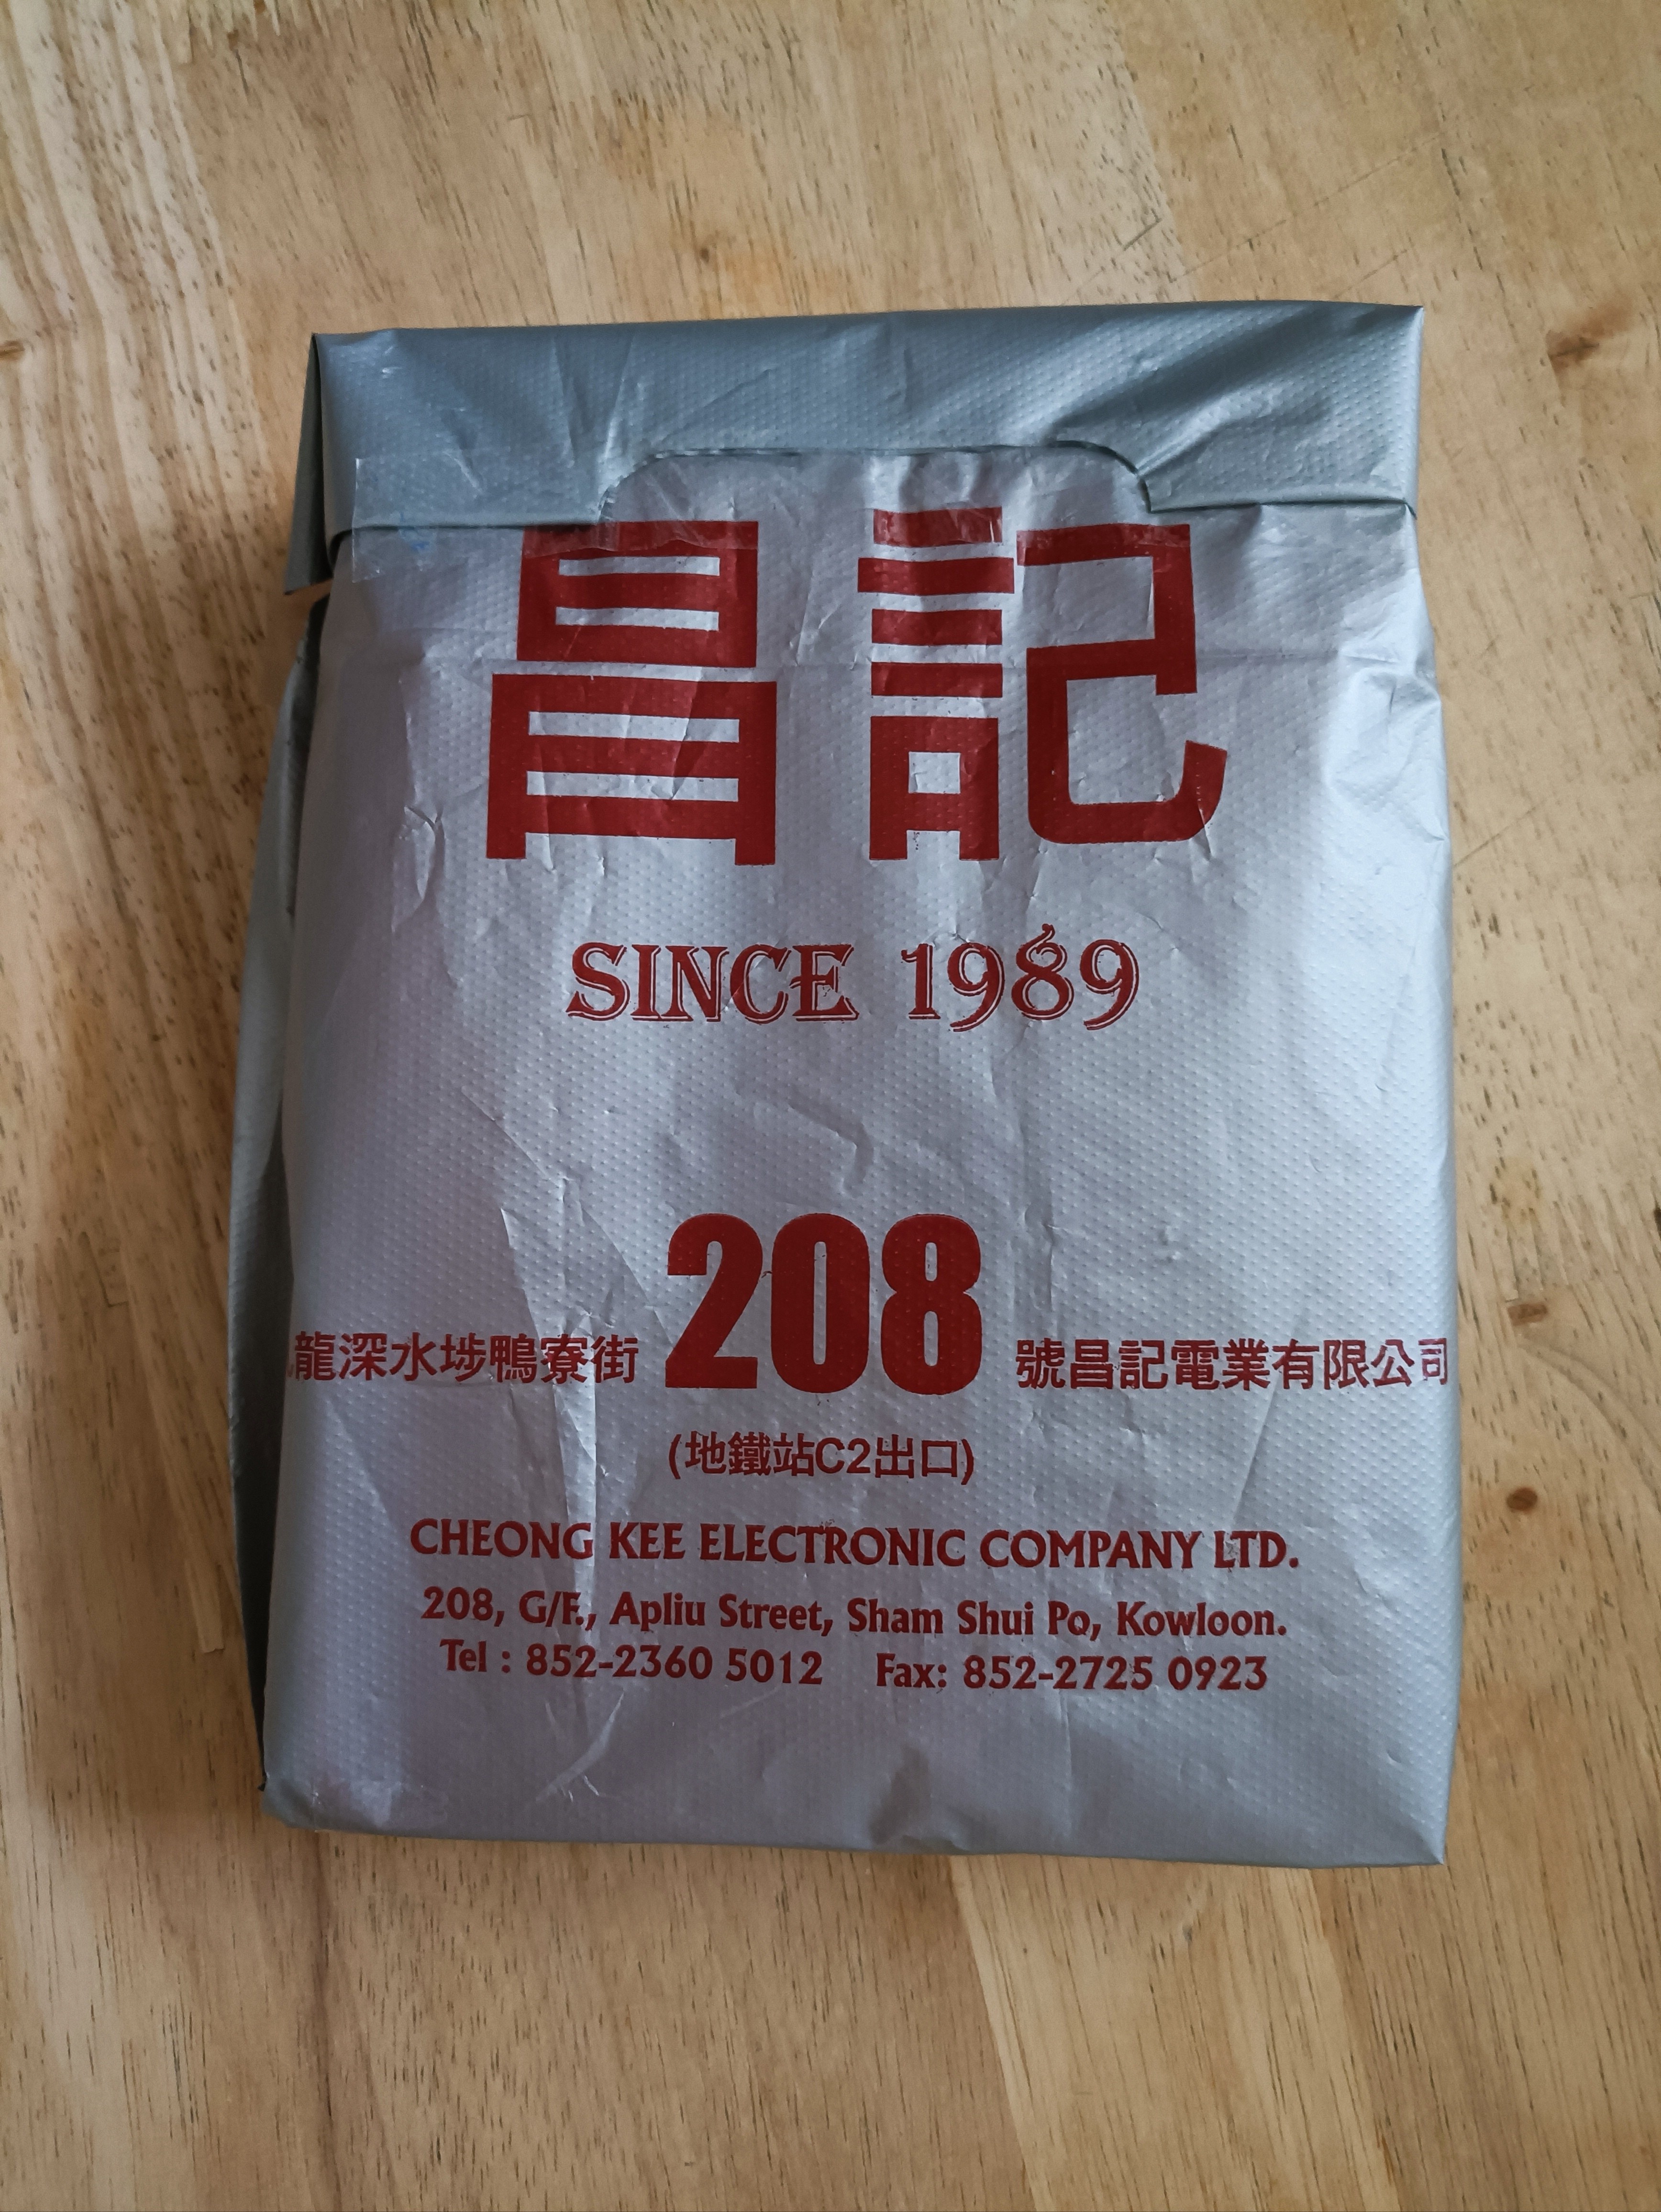 昌記
SINCE 1989
龍深水埗鴨寮街 208 號昌記電業有限公司
(地鐵站C2出口)
CHEONG KEE ELECTRONIC COMPANY LTD.
208, G/F., Apliu Street, Sham Shui Po, Kowloon.
Tel : 852-2360 5012 Fax: 852-2725 0923